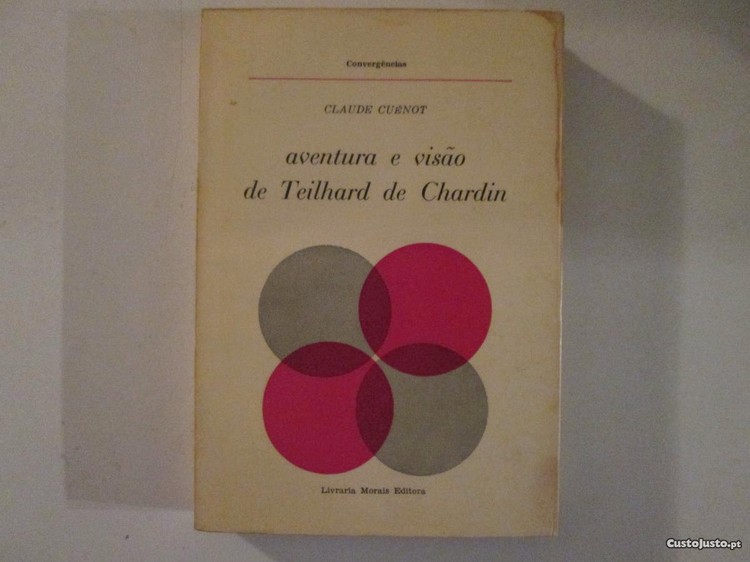 Convergências
CLAUDE CUÉNOT
aventura e visão
de Teilhard de Chardin
Livraria Morais Editora
CustoJusto.pt